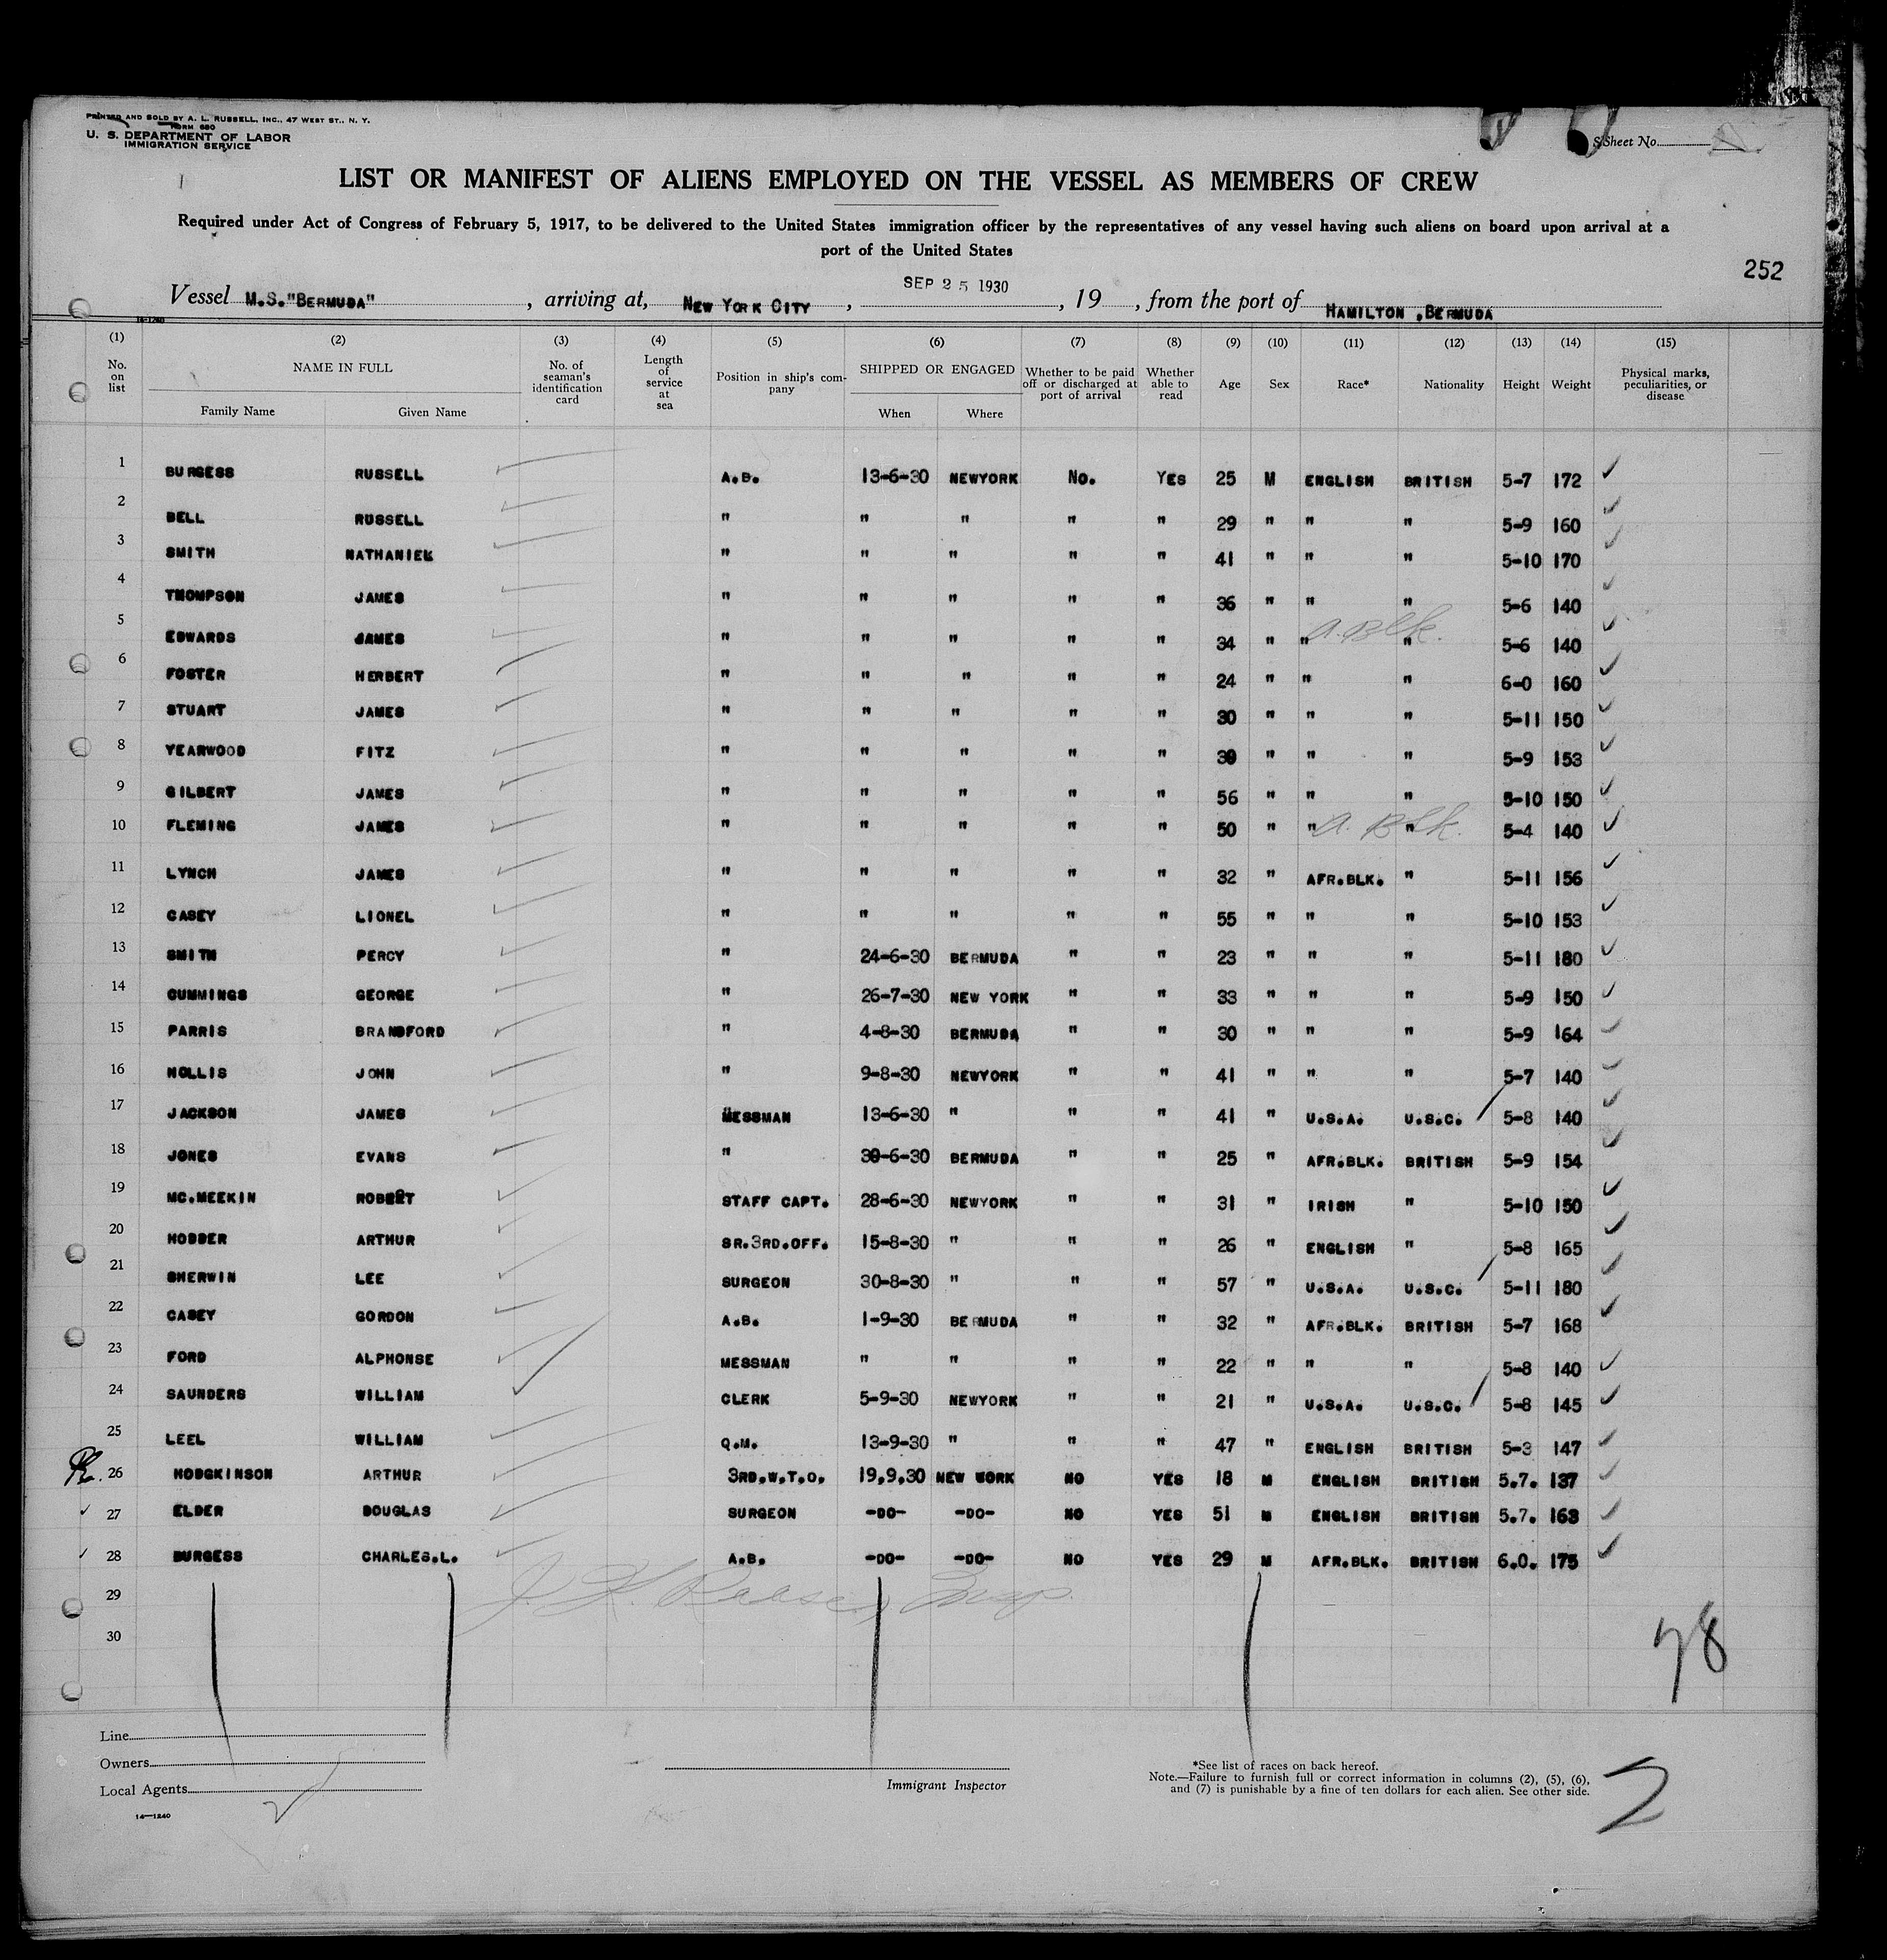 PRINTED AND SOLD BY A. L. RUSSELL, INC., 47 WEST ST., N. Y.
FORM 680
U. S. DEPARTMENT OF LABOR
IMMIGRATION SERVICE
Sheet No.
LIST OR MANIFEST OF ALIENS EMPLOYED ON THE VESSEL AS MEMBERS OF CREW
Required under Act of Congress of February 5, 1917, to be delivered to the United States immigration officer by the representatives of any vessel having such aliens on board upon arrival at a
port of the United States
252
Vessel M.S."BERMUDA" , arriving at, NEW YORK CITY , SEP 25 1930 , 19 , from the port of HAMILTON ,BERMUDA
14-1240
(1) (2) (3) (4) (5) (6) (7) (8) (9) (10) (11) (12) (13) (14) (15)
No. on list NAME IN FULL Family Name Given Name No. of seaman's identification card Length of service at sea Position in ship's company SHIPPED OR ENGAGED When Where Whether to be paid off or discharged at port of arrival Whether able to read Age Sex Race* Nationality Height Weight Physical marks, peculiarities, or disease
1 BURGESS RUSSELL A.B. 13-6-30 NEWYORK No. YES 25 M ENGLISH BRITISH 5-7 172
2 BELL RUSSELL " " " " " 29 " " " 5-9 160
3 SMITH NATHANIEL " " " " " 41 " " " 5-10 170
4 THOMPSON JAMES " " " " " 36 " " " 5-6 140
5 EDWARDS JAMES " " " " " 34 " " a. Blk. " 5-6 140
6 FOSTER HERBERT " " " " " 24 " " " 6-0 160
7 STUART JAMES " " " " " 30 " " " 5-11 150
8 YEARWOOD FITZ " " " " " 39 " " " 5-9 153
9 GILBERT JAMES " " " " " 56 " " " 5-10 150
10 FLEMING JAMES " " " " " 50 " " a. Blk. " 5-4 140
11 LYNCH JAMES " " " " " 32 " AFR.BLK. " 5-11 156
12 CASEY LIONEL " " " " " 55 " " " 5-10 153
13 SMITH PERCY " 24-6-30 BERMUDA " " 23 " " " 5-11 180
14 CUMMINGS GEORGE " 26-7-30 NEW YORK " " 33 " " " 5-9 150
15 PARRIS BRANDFORD " 4-8-30 BERMUDA " " 30 " " " 5-9 164
16 HOLLIS JOHN " 9-8-30 NEWYORK " " 41 " " " 5-7 140
17 JACKSON JAMES MESSMAN 13-6-30 " " " 41 " U.S.A. U.S.C. 5-8 140
18 JONES EVANS " 30-6-30 BERMUDA " " 25 " AFR.BLK. BRITISH 5-9 154
19 MC.MEEKIN ROBERT STAFF CAPT. 28-6-30 NEWYORK " " 31 " IRISH " 5-10 150
20 HOBBER ARTHUR SR.3RD.OFF. 15-8-30 " " " 26 " ENGLISH " 5-8 165
21 SHERWIN LEE SURGEON 30-8-30 " " " 57 " U.S.A. U.S.C. 5-11 180
22 CASEY GORDON A.B. 1-9-30 BERMUDA " " 32 " AFR.BLK. BRITISH 5-7 168
23 FORD ALPHONSE MESSMAN " " " " 22 " " " 5-8 140
24 SAUNDERS WILLIAM CLERK 5-9-30 NEWYORK " " 21 " U.S.A. U.S.C. 5-8 145
25 LEEL WILLIAM Q.M. 13-9-30 " " " 47 " ENGLISH BRITISH 5-3 147
26 HODGKINSON ARTHUR 3RD.W.T.O. 19,9,30 NEW WORK NO YES 18 M ENGLISH BRITISH 5.7. 137
27 ELDER DOUGLAS SURGEON -DO- -DO- NO YES 51 M ENGLISH BRITISH 5.7. 163
28 BURGESS CHARLES.L. A.B. -DO- -DO- NO YES 29 M AFR.BLK. BRITISH 6.0. 175
29
30
78
Line
Owners
Local Agents
14—1240
Immigrant Inspector
*See list of races on back hereof.
Note.—Failure to furnish full or correct information in columns (2), (5), (6),
and (7) is punishable by a fine of ten dollars for each alien. See other side.
2